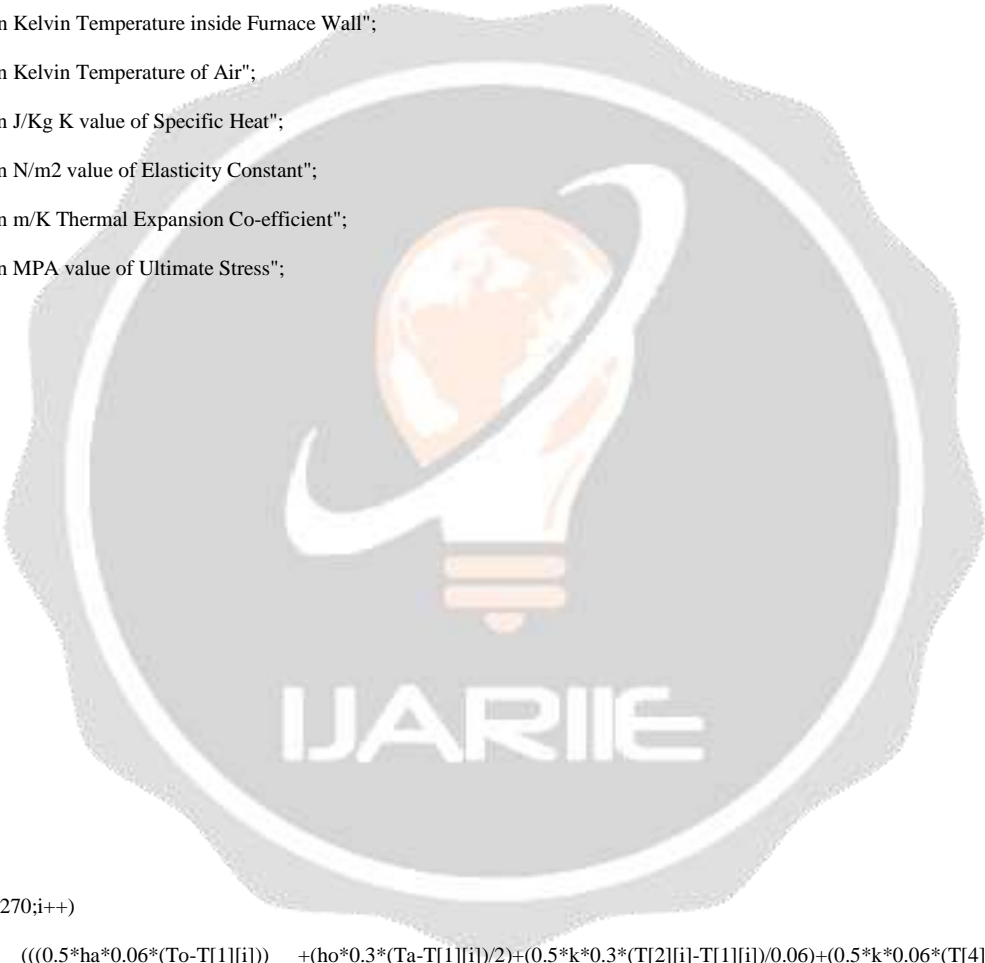 n Kelvin Temperature inside Furnace Wall";
n Kelvin Temperature of Air";
n J/Kg K value of Specific Heat";
n N/m2 value of Elasticity Constant";
n m/K Thermal Expansion Co-efficient";
n MPA value of Ultimate Stress";
IJARIIE
270;i++)
(((0.5*ha*0.06*(To-T[1][i])) +(ho*0.3*(Ta-T[1][i])/2)+(0.5*k*0.3*(T[2][i]-T[1][i])/0.06)+(0.5*k*0.06*(T[4]